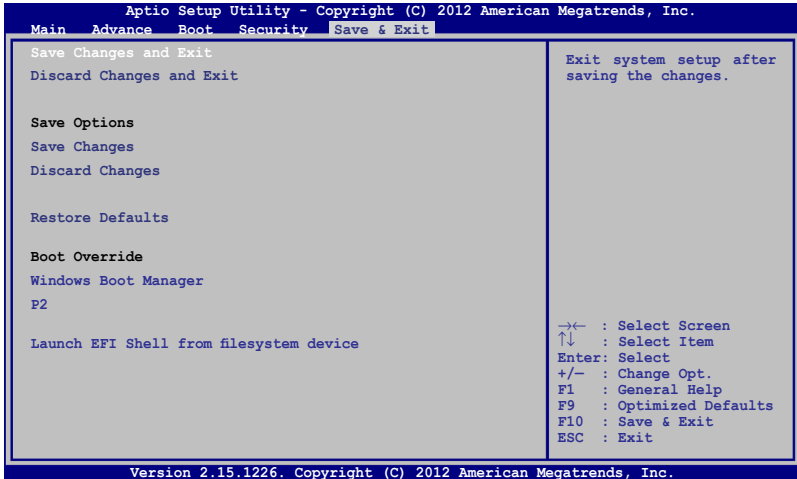 Aptio Setup Utility - Copyright (C) 2012 American Megatrends, Inc.
Main Advance Boot Security Save & Exit
Save Changes and Exit
Discard Changes and Exit
Save Options
Save Changes
Discard Changes
Restore Defaults
Boot Override
Windows Boot Manager
P2
Launch EFI Shell from filesystem device
Exit system setup after
saving the changes.
→← : Select Screen
↑↓ : Select Item
Enter: Select
+/— : Change Opt.
F1 : General Help
F9 : Optimized Defaults
F10 : Save & Exit
ESC : Exit
Version 2.15.1226. Copyright (C) 2012 American Megatrends, Inc.